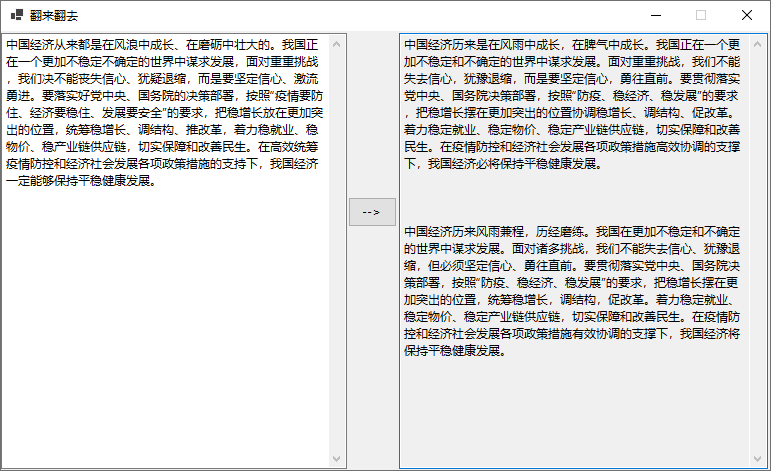 翻来翻去
中国经济从来都是在风浪中成长、在磨砺中壮大的。我国正
在一个更加不稳定不确定的世界中谋求发展，面对重重挑战
，我们决不能丧失信心、犹疑退缩，而是要坚定信心、激流
勇进。要落实好党中央、国务院的决策部署，按照“疫情要防
住、经济要稳住、发展要安全”的要求，把稳增长放在更加突
出的位置，统筹稳增长、调结构、推改革，着力稳就业、稳
物价、稳产业链供应链，切实保障和改善民生。在高效统筹
疫情防控和经济社会发展各项政策措施的支持下，我国经济
一定能够保持平稳健康发展。
-->
中国经济历来是在风雨中成长，在脾气中成长。我国正在一个更
加不稳定和不确定的世界中谋求发展。面对重重挑战，我们不能
失去信心，犹豫退缩，而是要坚定信心，勇往直前。要贯彻落实
党中央、国务院决策部署，按照“防疫、稳经济、稳发展”的要求
，把稳增长摆在更加突出的位置协调稳增长、调结构、促改革。
着力稳定就业、稳定物价、稳定产业链供应链，切实保障和改善
民生。在疫情防控和经济社会发展各项政策措施高效协调的支撑
下，我国经济必将保持平稳健康发展。
中国经济历来风雨兼程，历经磨练。我国在更加不稳定和不确定
的世界中谋求发展。面对诸多挑战，我们不能失去信心、犹豫退
缩，但必须坚定信心、勇往直前。要贯彻落实党中央、国务院决
策部署，按照“防疫、稳经济、稳发展”的要求，把稳增长摆在更
加突出的位置，统筹稳增长，调结构，促改革。着力稳定就业、
稳定物价、稳定产业链供应链，切实保障和改善民生。在疫情防
控和经济社会发展各项政策措施有效协调的支撑下，我国经济将
保持平稳健康发展。